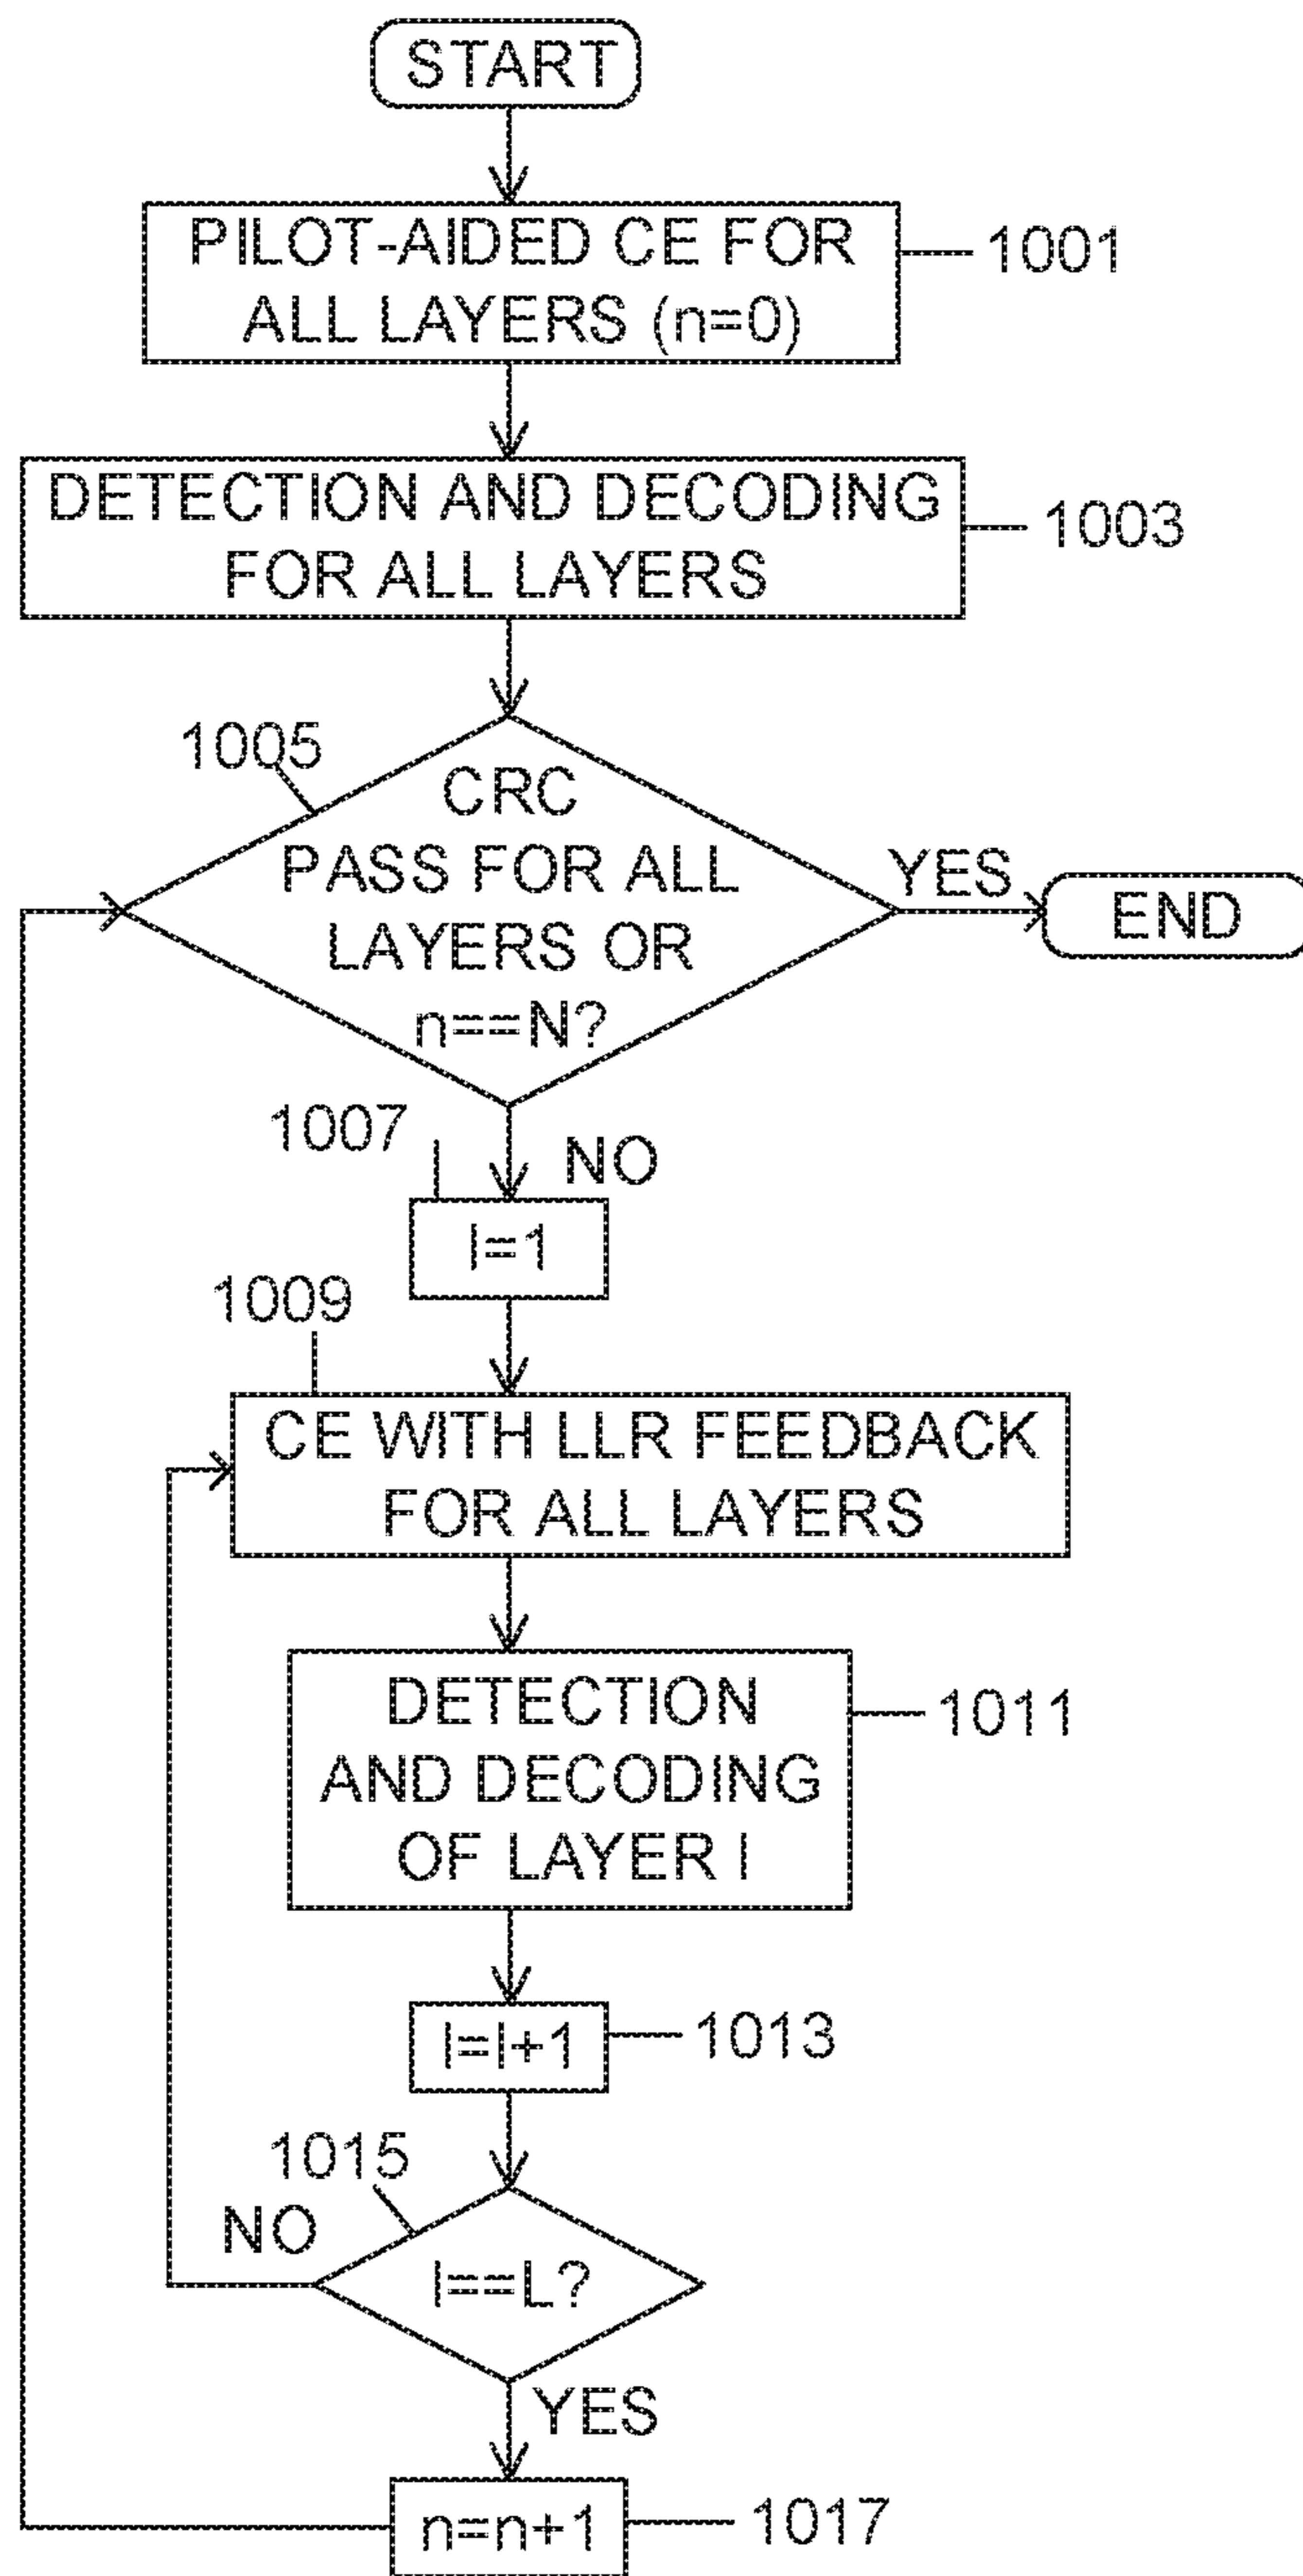 START
PILOT-AIDED CE FOR
ALL LAYERS (n=0)
1001
DETECTION AND DECODING
FOR ALL LAYERS
1003
1005
CRC
PASS FOR ALL
LAYERS OR
n==N?
YES
END
1007
NO
l=1
1009
CE WITH LLR FEEDBACK
FOR ALL LAYERS
DETECTION
AND DECODING
OF LAYER l
1011
l=l+1
1013
1015
NO
l==L?
YES
n=n+1
1017